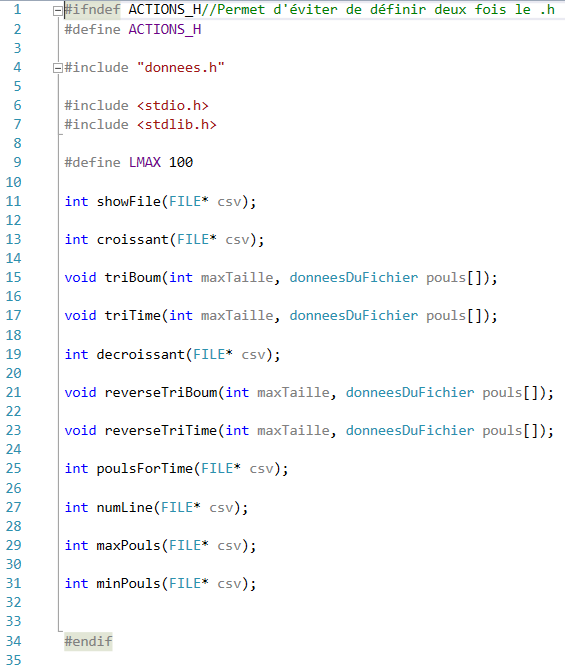 1 #ifndef ACTIONS_H//Permet d'éviter de définir deux fois le .h
2 #define ACTIONS_H
3
4 #include "donnees.h"
5
6 #include <stdio.h>
7 #include <stdlib.h>
8
9 #define LMAX 100
10
11 int showFile(FILE* csv);
12
13 int croissant(FILE* csv);
14
15 void triBoum(int maxTaille, donneesDuFichier pouls[]);
16
17 void triTime(int maxTaille, donneesDuFichier pouls[]);
18
19 int decroissant(FILE* csv);
20
21 void reverseTriBoum(int maxTaille, donneesDuFichier pouls[]);
22
23 void reverseTriTime(int maxTaille, donneesDuFichier pouls[]);
24
25 int poulsForTime(FILE* csv);
26
27 int numLine(FILE* csv);
28
29 int maxPouls(FILE* csv);
30
31 int minPouls(FILE* csv);
32
33
34 #endif
35